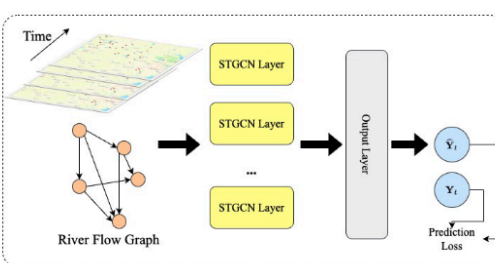 Time
STGCN Layer
STGCN Layer
...
STGCN Layer
River Flow Graph
Output Layer
Ŷₜ
Yₜ
Prediction
Loss